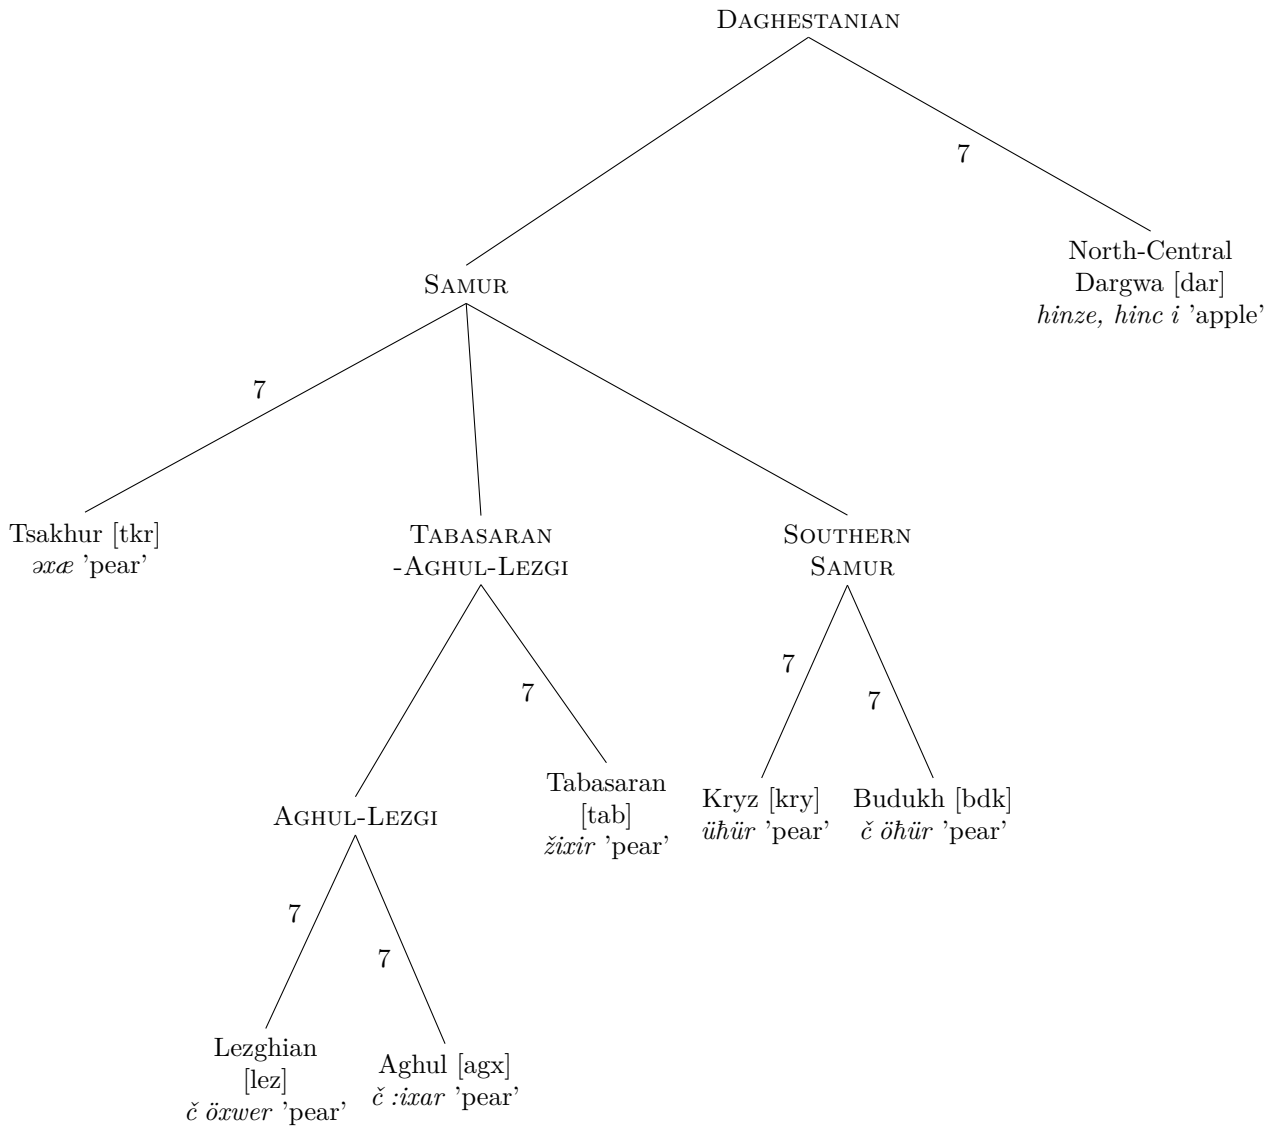 DAGHESTANIAN
7
North-Central
Dargwa [dar]
hinze, hinc i 'apple'
SAMUR
7
Tsakhur [tkr]
əxæ 'pear'
TABASARAN
-AGHUL-LEZGI
SOUTHERN
SAMUR
7
7
7
Tabasaran
[tab]
žixir 'pear'
Kryz [kry]
üħür 'pear'
Budukh [bdk]
č öħür 'pear'
AGHUL-LEZGI
7
7
Lezghian
[lez]
č öxwer 'pear'
Aghul [agx]
č :ixar 'pear'